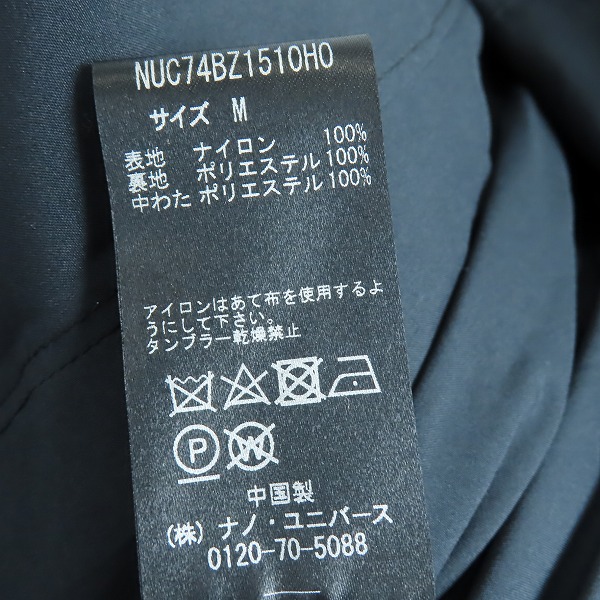 NUC74BZ1510HO
サイズ M
表地 ナイロン 100%
裏地 ポリエステル 100%
中わた ポリエステル 100%
アイロンはあて布を使用するよ
うにして下さい。
タンブラー乾燥禁止
P W
中国製
(株) ナノ・ユニバース
0120-70-5088